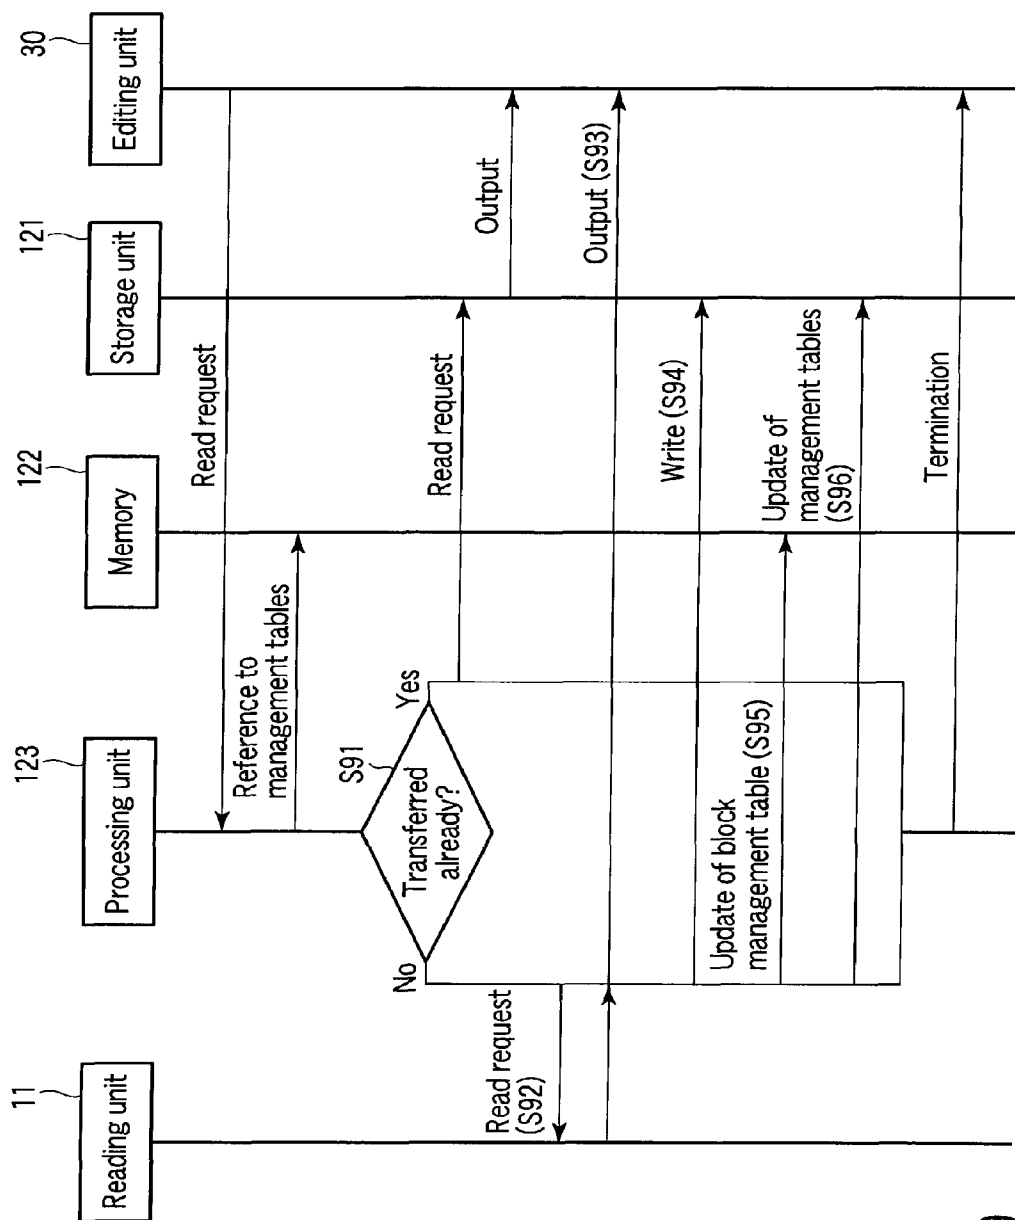 11
Reading unit
123
Processing unit
122
Memory
121
Storage unit
30
Editing unit
Read request
Reference to
management tables
S91
Transferred
already?
Yes
No
Read request
Output
Read request
(S92)
Output (S93)
Write (S94)
Update of block
management table (S95)
Update of
management tables
(S96)
Termination